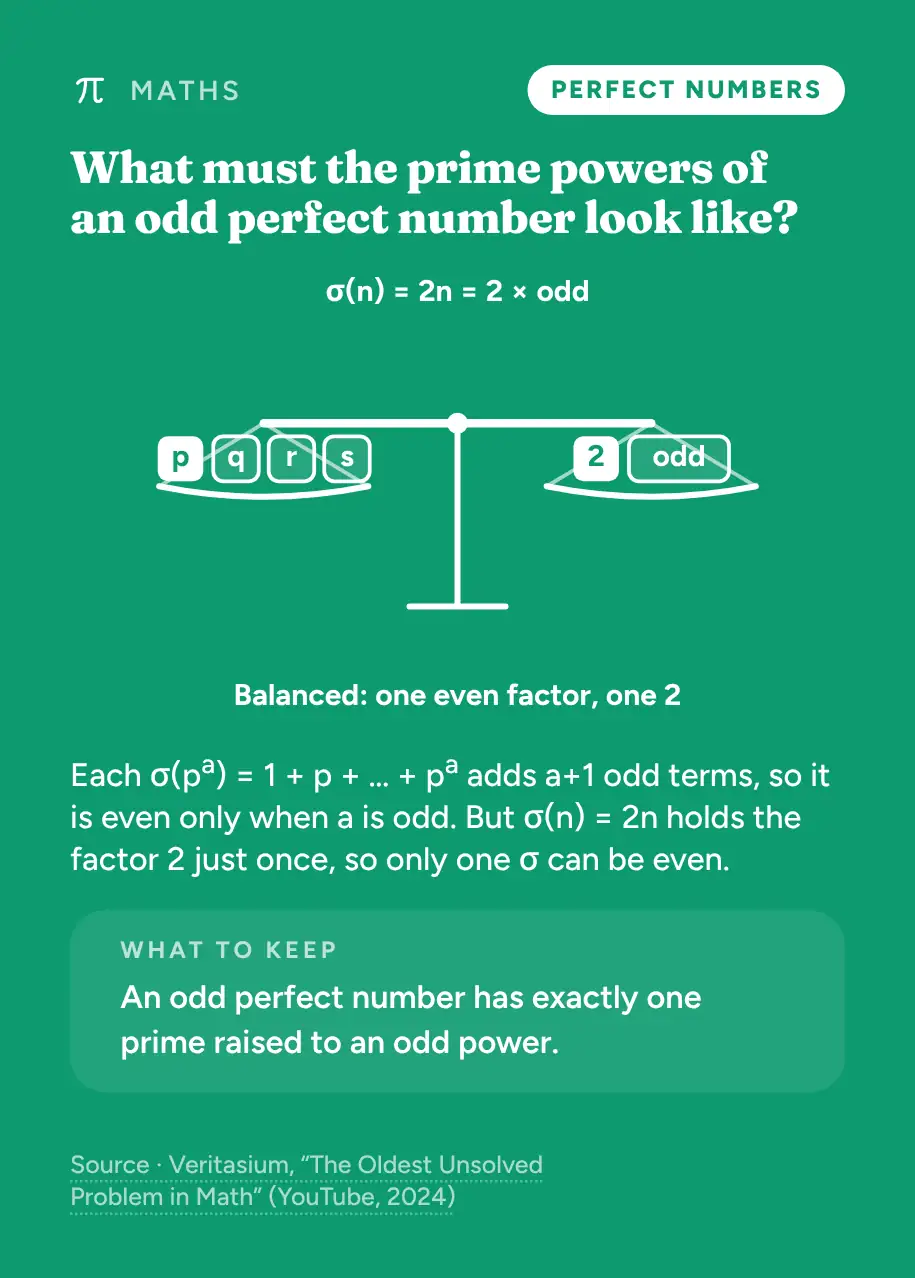 π MATHS
PERFECT NUMBERS
What must the prime powers of
an odd perfect number look like?
σ(n) = 2n = 2 × odd
p q r s
2 odd
Balanced: one even factor, one 2
Each σ(pᵃ) = 1 + p + … + pᵃ adds a+1 odd terms, so it
is even only when a is odd. But σ(n) = 2n holds the
factor 2 just once, so only one σ can be even.
WHAT TO KEEP
An odd perfect number has exactly one
prime raised to an odd power.
Source · Veritasium, “The Oldest Unsolved
Problem in Math” (YouTube, 2024)